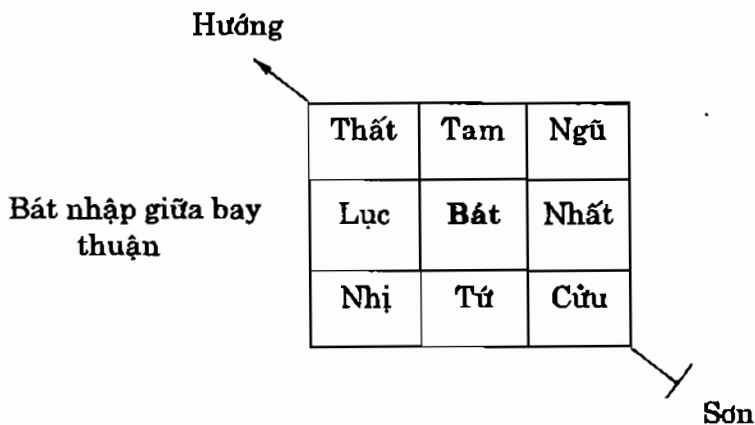 Hướng
Thất Tam Ngũ
Bát nhập giữa bay
thuận
Lục Bát Nhất
Nhị Tứ Cửu
Sơn